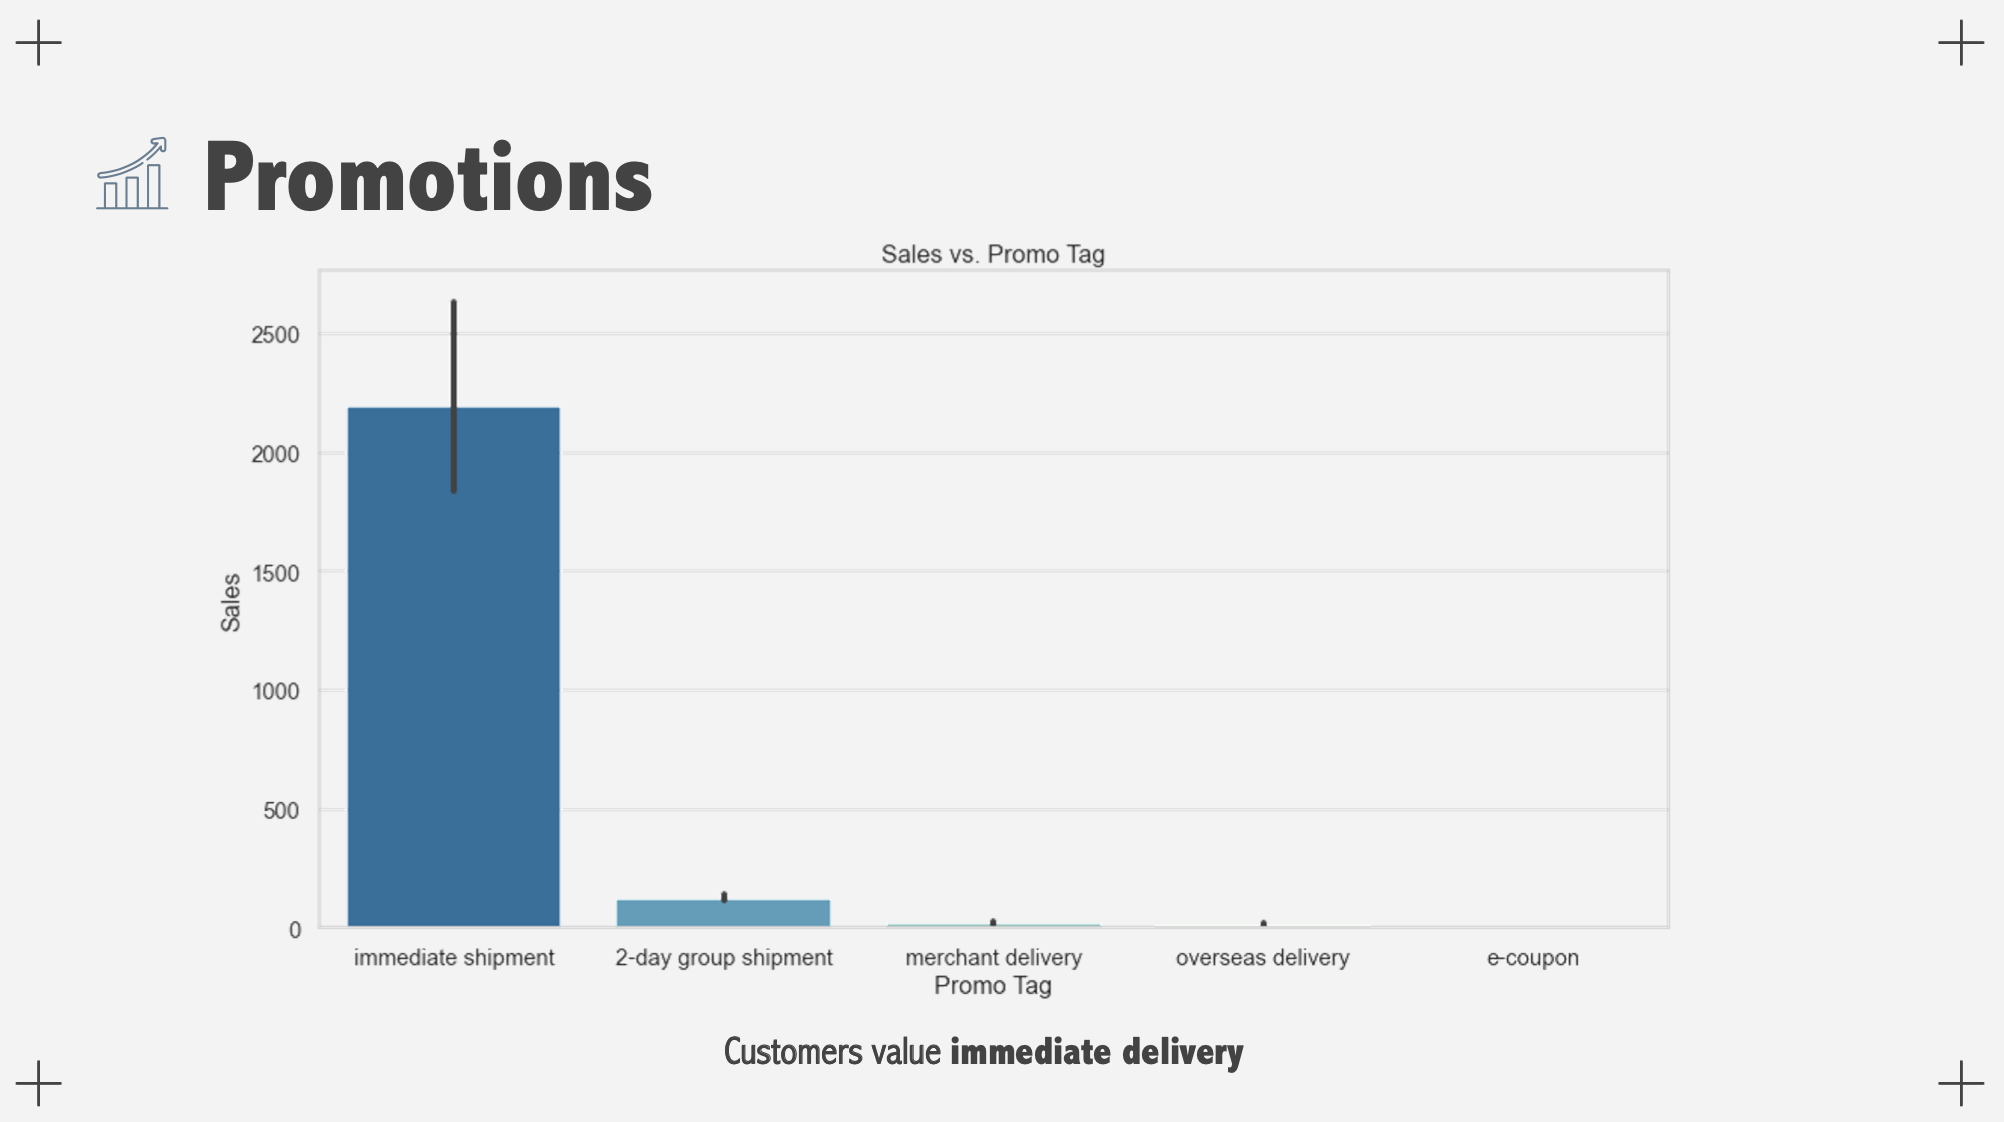 Promotions
Sales vs. Promo Tag
2500
2000
1500
1000
500
0
Sales
immediate shipment
2-day group shipment
merchant delivery
overseas delivery
e-coupon
Promo Tag
Customers value immediate delivery